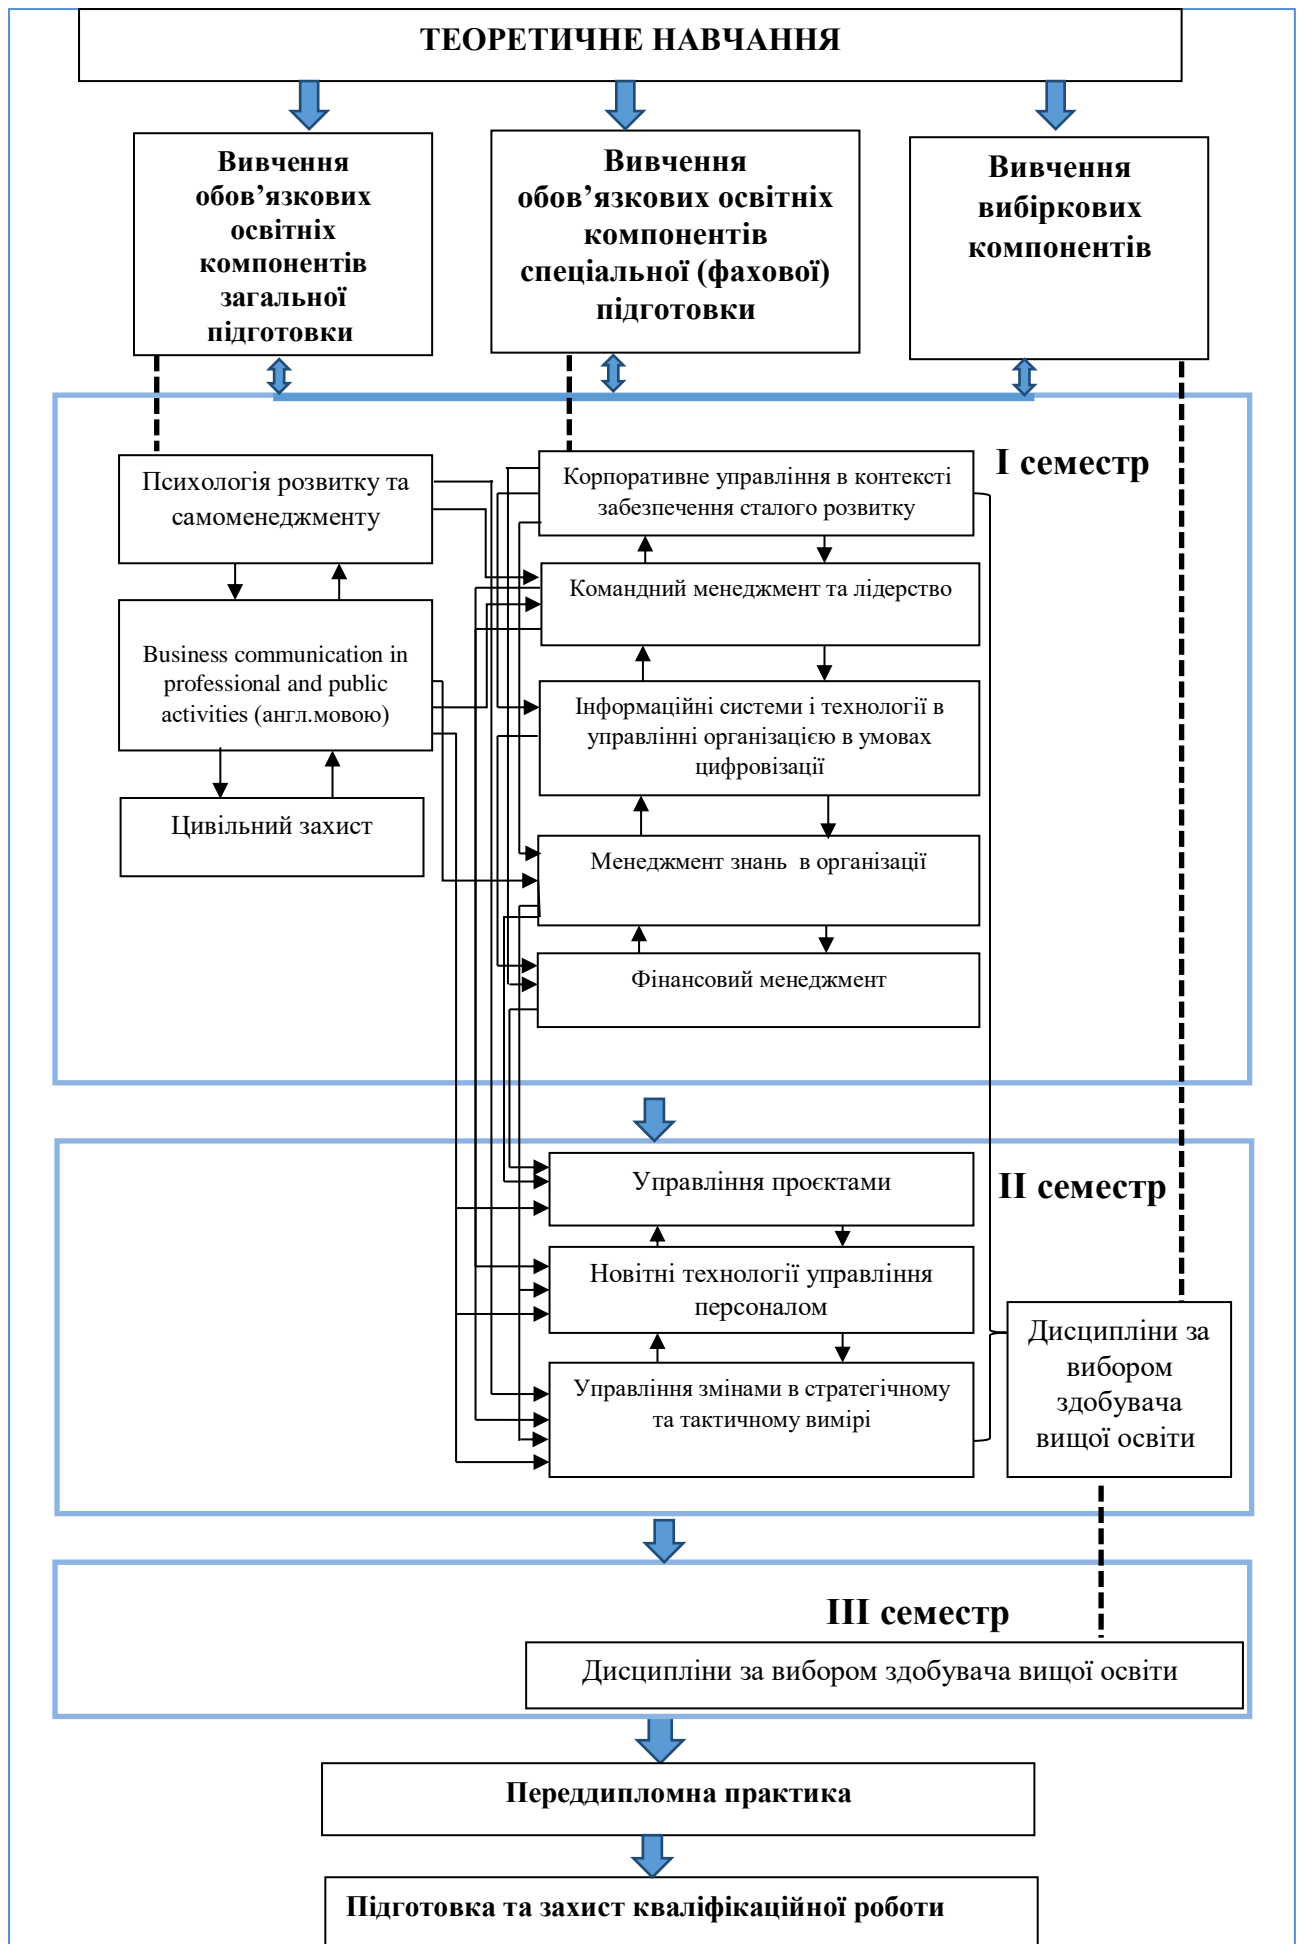 ТЕОРЕТИЧНЕ НАВЧАННЯ
Вивчення
обов’язкових
освітніх
компонентів
загальної
підготовки
Вивчення
обов’язкових освітніх
компонентів
спеціальної (фахової)
підготовки
Вивчення
вибіркових
компонентів
І семестр
Психологія розвитку та
самоменеджменту
Business communication in
professional and public
activities (англ.мовою)
Цивільний захист
Корпоративне управління в контексті
забезпечення сталого розвитку
Командний менеджмент та лідерство
Інформаційні системи і технології в
управлінні організацією в умовах
цифровізації
Менеджмент знань в організації
Фінансовий менеджмент
ІІ семестр
Управління проєктами
Новітні технології управління
персоналом
Управління змінами в стратегічному
та тактичному вимірі
Дисципліни за
вибором
здобувача
вищої освіти
ІІІ семестр
Дисципліни за вибором здобувача вищої освіти
Переддипломна практика
Підготовка та захист кваліфікаційної роботи